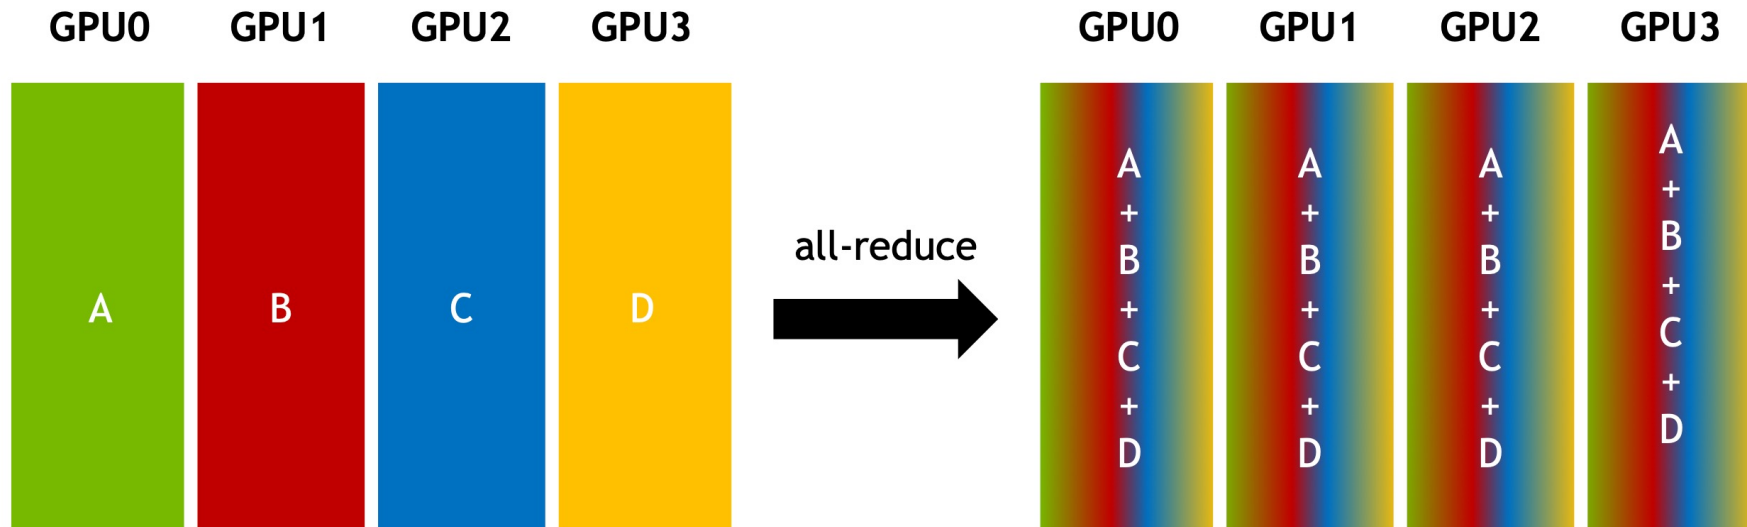 GPU0 GPU1 GPU2 GPU3
A B C D
all-reduce
GPU0 GPU1 GPU2 GPU3
A
+
B
+
C
+
D
A
+
B
+
C
+
D
A
+
B
+
C
+
D
A
+
B
+
C
+
D